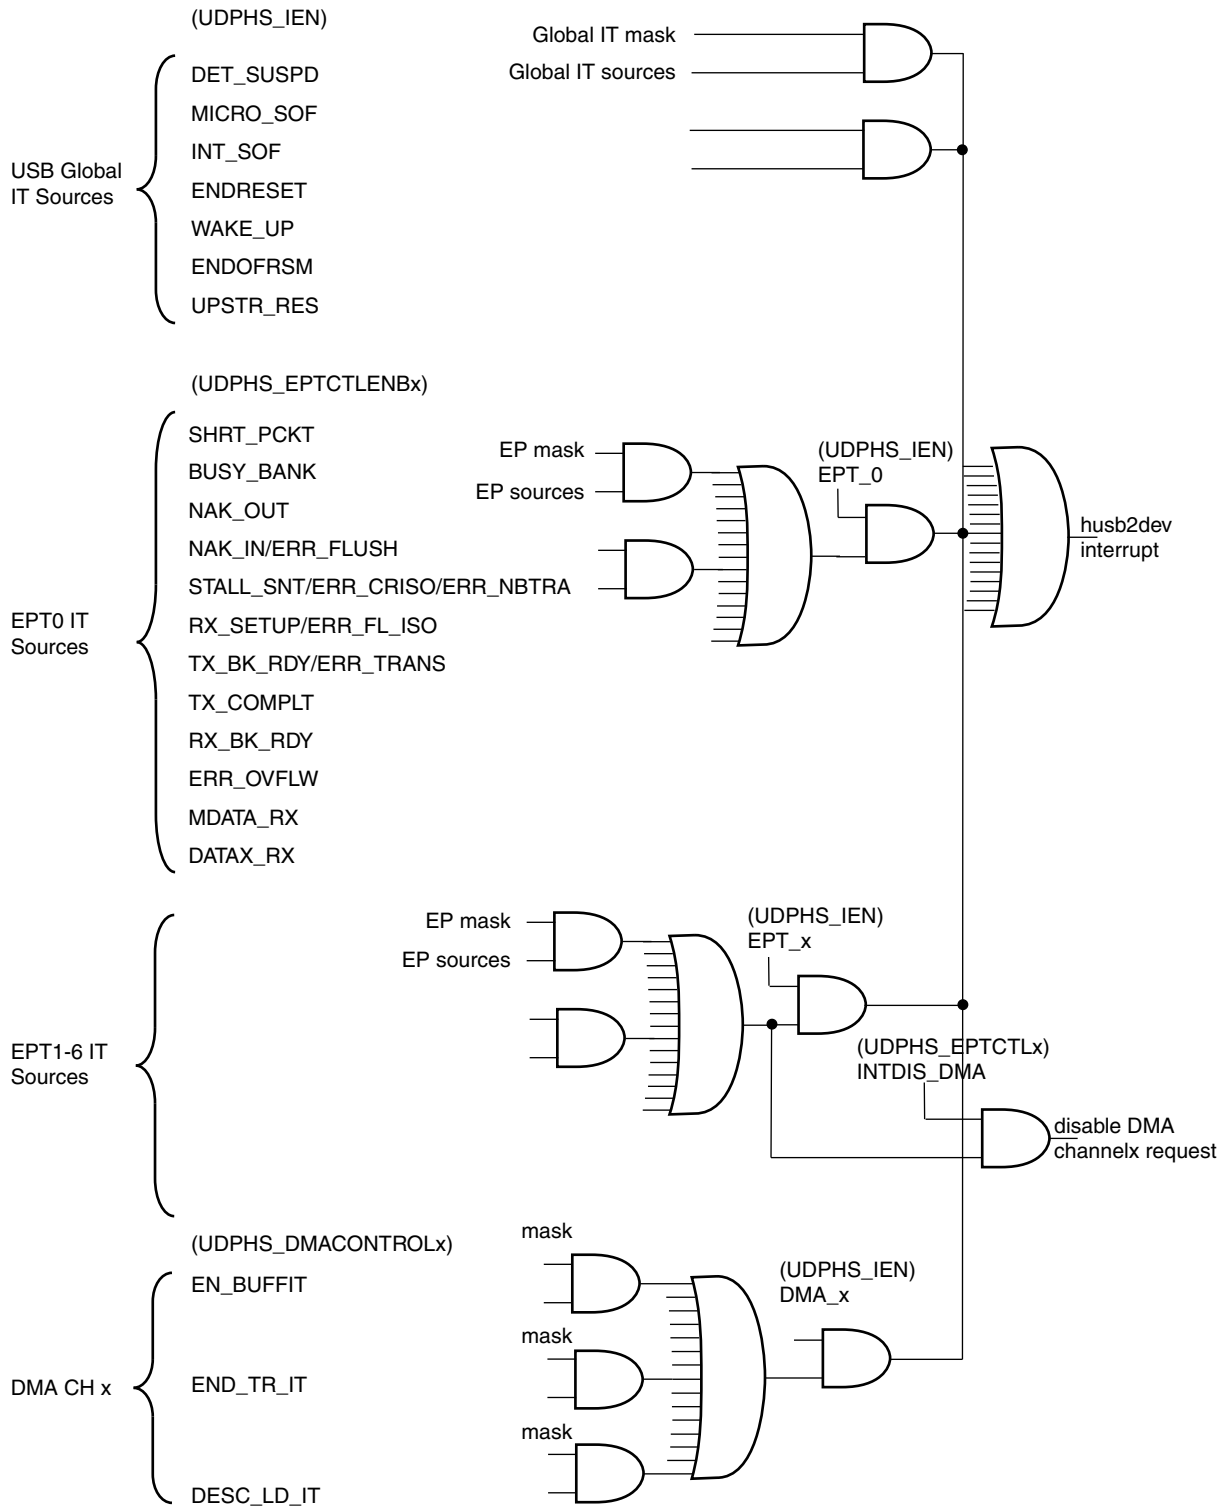 (UDPHS_IEN)
Global IT mask
Global IT sources
DET_SUSPD
MICRO_SOF
INT_SOF
USB Global
IT Sources
ENDRESET
WAKE_UP
ENDOFRSM
UPSTR_RES
(UDPHS_EPTCTLENBx)
SHRT_PCKT
BUSY_BANK
NAK_OUT
NAK_IN/ERR_FLUSH
STALL_SNT/ERR_CRISO/ERR_NBTRA
EPT0 IT
Sources
RX_SETUP/ERR_FL_ISO
TX_BK_RDY/ERR_TRANS
TX_COMPLT
RX_BK_RDY
ERR_OVFLW
MDATA_RX
DATAX_RX
EP mask
EP sources
(UDPHS_IEN)
EPT_0
husb2dev
interrupt
EP mask
EP sources
(UDPHS_IEN)
EPT_x
EPT1-6 IT
Sources
(UDPHS_EPTCTLx)
INTDIS_DMA
disable DMA
channelx request
(UDPHS_DMACONTROLx)
mask
EN_BUFFIT
(UDPHS_IEN)
DMA_x
mask
DMA CH x
END_TR_IT
mask
DESC_LD_IT